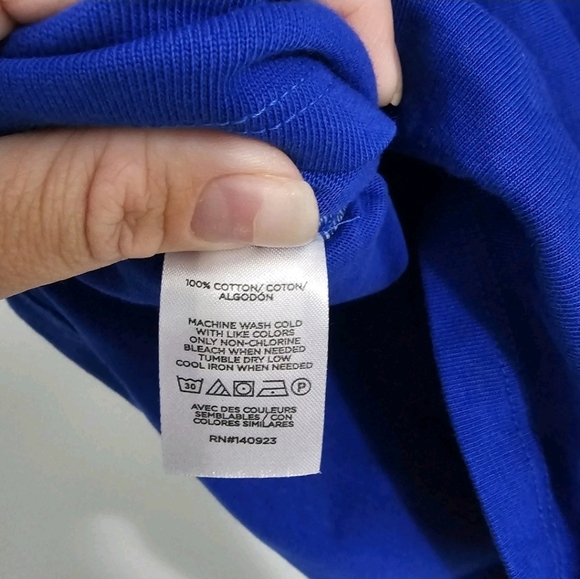 100% COTTON/ COTON/
ALGODÓN
MACHINE WASH COLD
WITH LIKE COLORS
ONLY NON-CHLORINE
BLEACH WHEN NEEDED
TUMBLE DRY LOW
COOL IRON WHEN NEEDED
30 P
AVEC DES COULEURS
SEMBLABLES / CON
COLORES SIMILARES
RN#140923